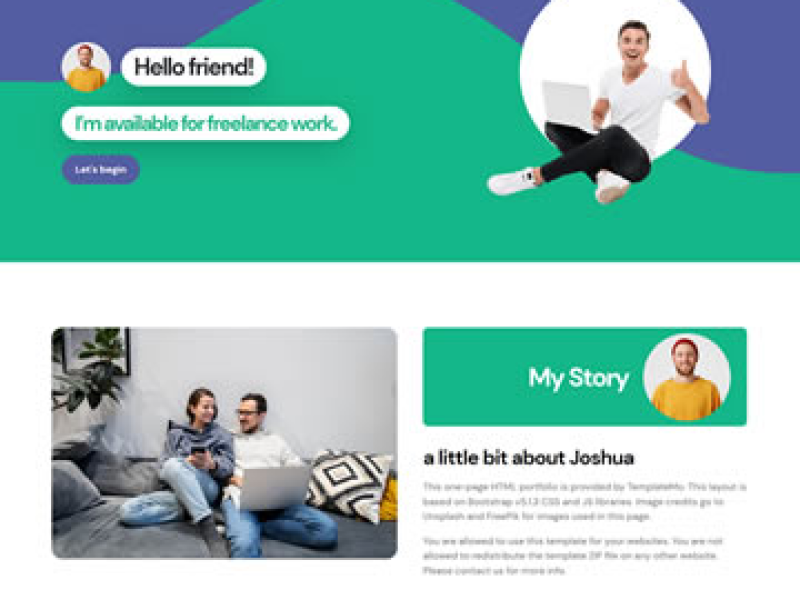 Hello friend!
I'm available for freelance work.
Let's begin
My Story
a little bit about Joshua
This one-page HTML portfolio is provided by TemplateMo. This layout is
based on Bootstrap v5.1.3 CSS and JS libraries. Image credits go to
Unsplash and FreePik for images used in this page.
You are allowed to use this template for your websites. You are not
allowed to redistribute the template ZIP file on any other website.
Please contact us for more info.